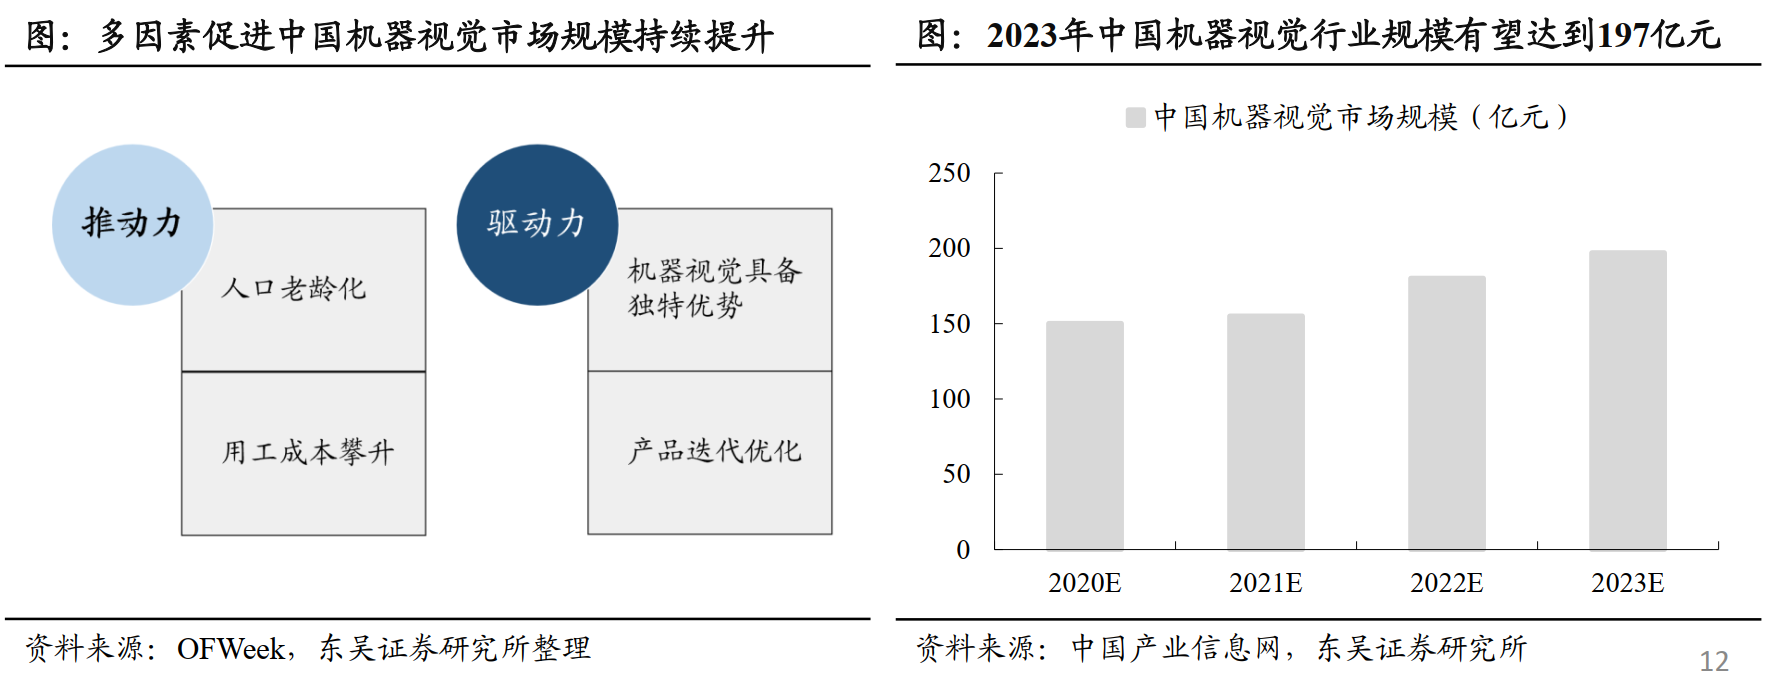 图：多因素促进中国机器视觉市场规模持续提升
推动力
人口老龄化
用工成本攀升
驱动力
机器视觉具备
独特优势
产品迭代优化
资料来源：OFWeek，东吴证券研究所整理
图：2023年中国机器视觉行业规模有望达到197亿元
中国机器视觉市场规模（亿元）
250
200
150
100
50
0
2020E
2021E
2022E
2023E
资料来源：中国产业信息网，东吴证券研究所
12